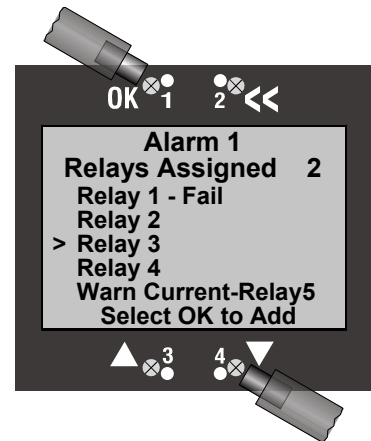 OK 1 2 <<
Alarm 1
Relays Assigned 2
Relay 1 - Fail
Relay 2
> Relay 3
Relay 4
Warn Current-Relay5
Select OK to Add
3 4